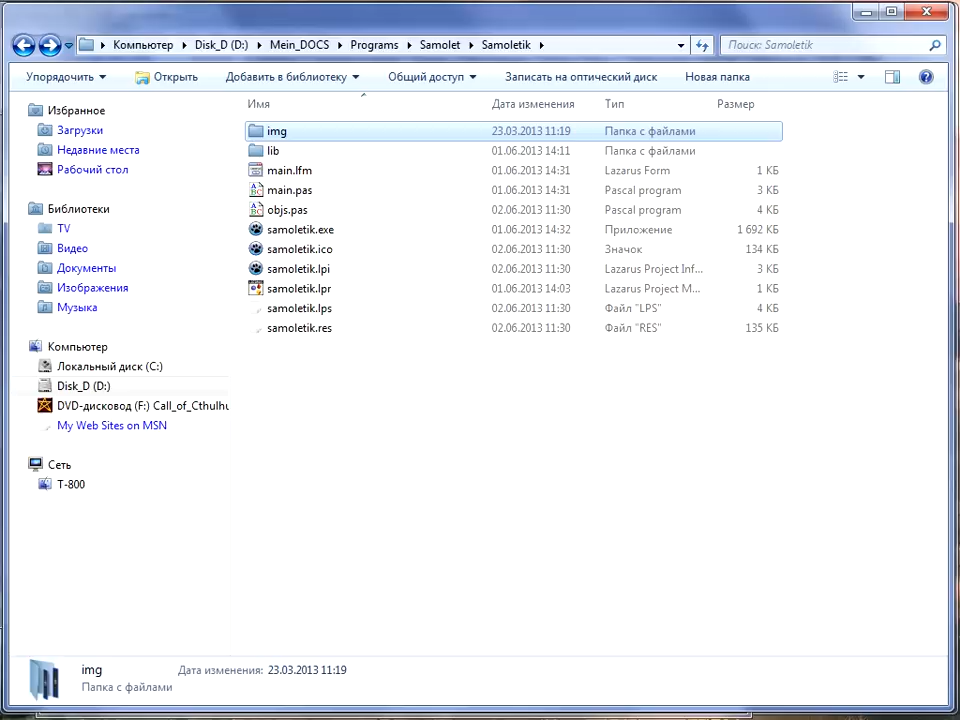 Компьютер Disk_D (D:) Mein_DOCS Programs Samolet Samoletik
Поиск: Samoletik
Упорядочить Открыть Добавить в библиотеку Общий доступ Записать на оптический диск Новая папка
Избранное
Загрузки
Недавние места
Рабочий стол
Библиотеки
TV
Видео
Документы
Изображения
Музыка
Компьютер
Локальный диск (C:)
Disk_D (D:)
DVD-дисковод (F:) Call_of_Cthulhu
My Web Sites on MSN
Сеть
T-800
Имя Дата изменения Тип Размер
img 23.03.2013 11:19 Папка с файлами
lib 01.06.2013 14:11 Папка с файлами
main.lfm 01.06.2013 14:31 Lazarus Form 1 КБ
main.pas 01.06.2013 14:31 Pascal program 3 КБ
objs.pas 02.06.2013 11:30 Pascal program 4 КБ
samoletik.exe 01.06.2013 14:32 Приложение 1 692 КБ
samoletik.ico 02.06.2013 11:30 Значок 134 КБ
samoletik.lpi 02.06.2013 11:30 Lazarus Project Inf... 3 КБ
samoletik.lpr 01.06.2013 14:03 Lazarus Project M... 1 КБ
samoletik.lps 02.06.2013 11:30 Файл "LPS" 4 КБ
samoletik.res 02.06.2013 11:30 Файл "RES" 135 КБ
img Дата изменения: 23.03.2013 11:19
Папка с файлами